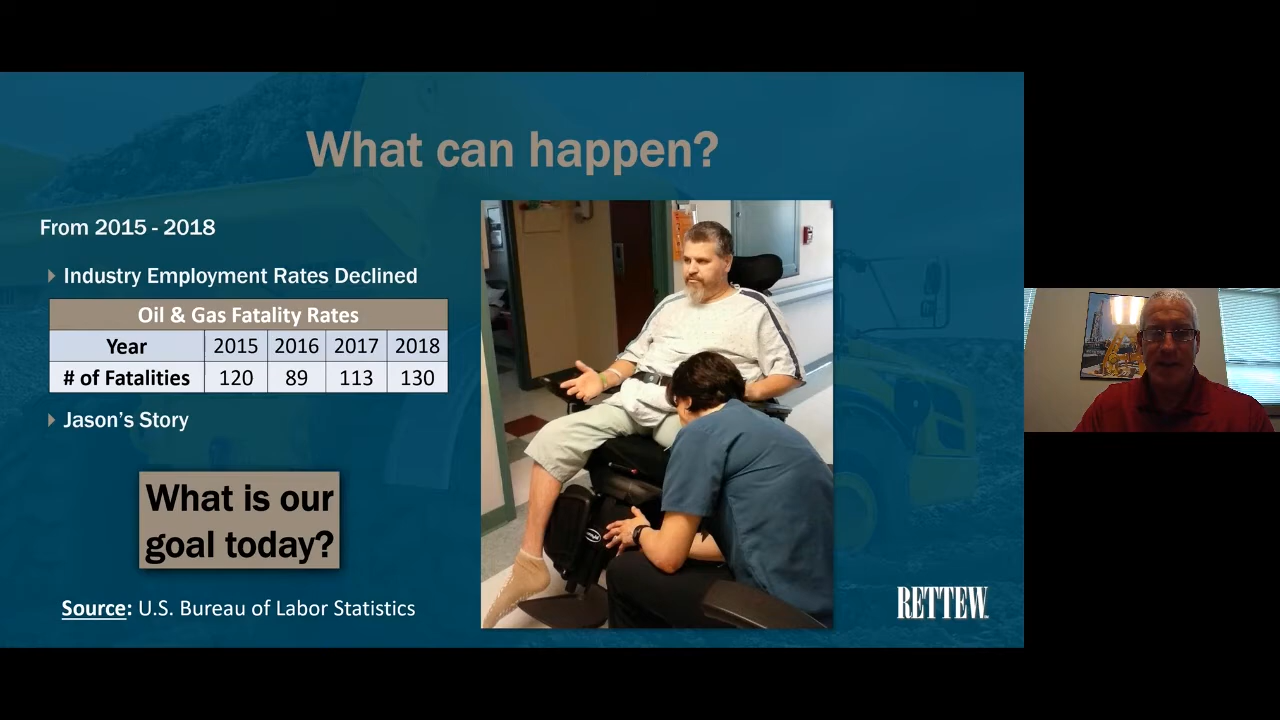 What can happen?
From 2015 - 2018
Industry Employment Rates Declined
Oil & Gas Fatality Rates
Year 2015 2016 2017 2018
# of Fatalities 120 89 113 130
Jason's Story
What is our
goal today?
Source: U.S. Bureau of Labor Statistics
RETTEW